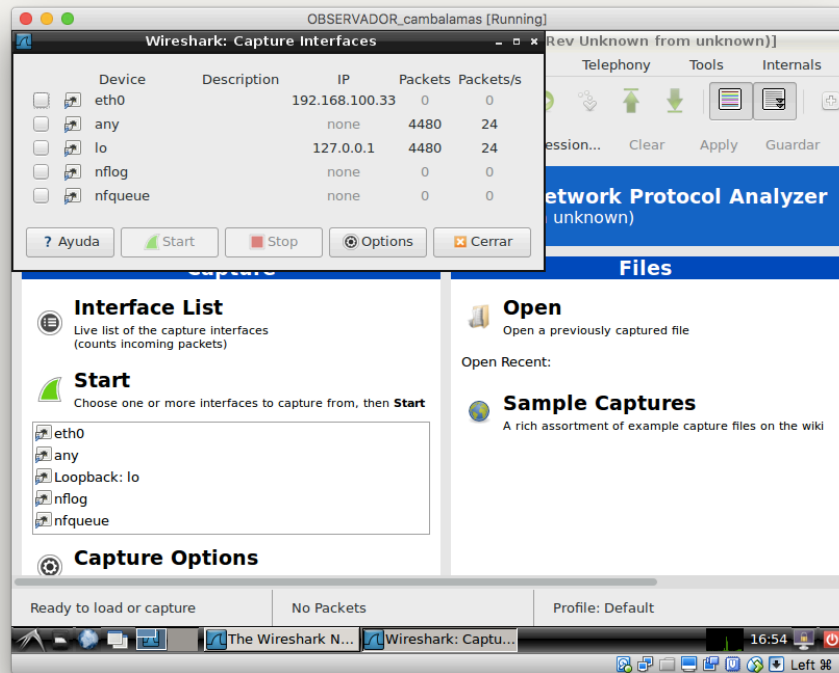 OBSERVADOR_cambalamas [Running]
Wireshark: Capture Interfaces
Rev Unknown from unknown)]
Telephony Tools Internals
Device Description IP Packets Packets/s
eth0 192.168.100.33 0 0
any none 4480 24
lo 127.0.0.1 4480 24
nflog none 0 0
nfqueue none 0 0
ession... Clear Apply Guardar
? Ayuda Start Stop Options Cerrar
etwork Protocol Analyzer
unknown)
Capture
Files
Interface List
Live list of the capture interfaces
(counts incoming packets)
Start
Choose one or more interfaces to capture from, then Start
eth0
any
Loopback: lo
nflog
nfqueue
Capture Options
Open
Open a previously captured file
Open Recent:
Sample Captures
A rich assortment of example capture files on the wiki
Ready to load or capture No Packets Profile: Default
The Wireshark N... Wireshark: Captu... 16:54
Left ⌘